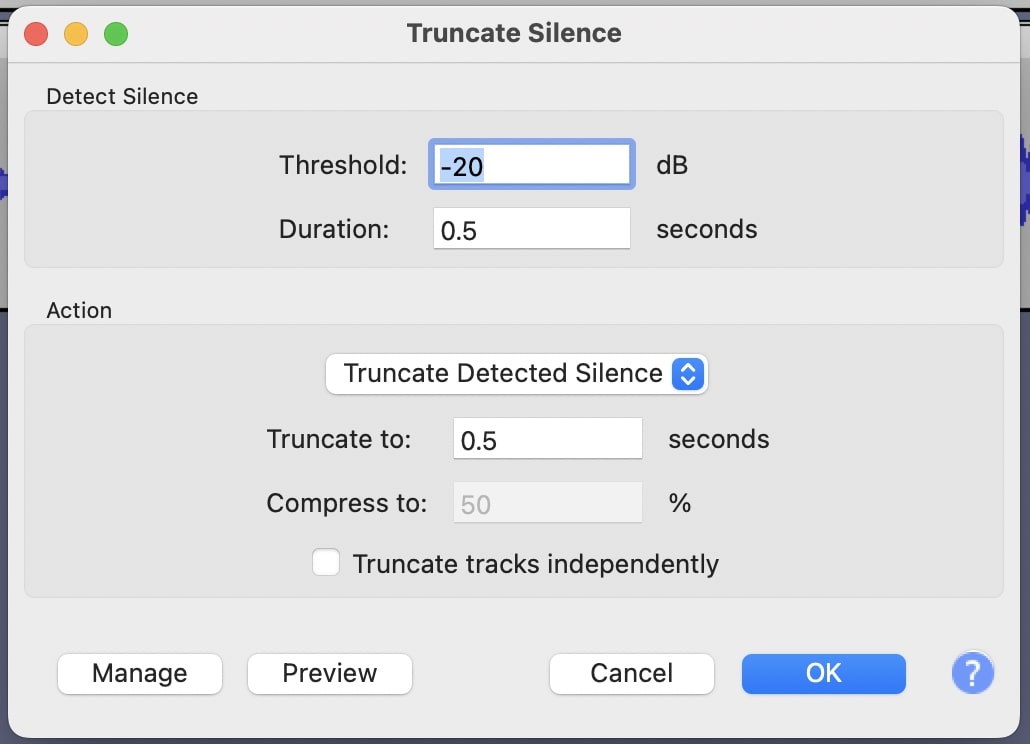 Truncate Silence
Detect Silence
Threshold: -20 dB
Duration: 0.5 seconds
Action
Truncate Detected Silence
Truncate to: 0.5 seconds
Compress to: 50 %
Truncate tracks independently
Manage Preview Cancel OK ?